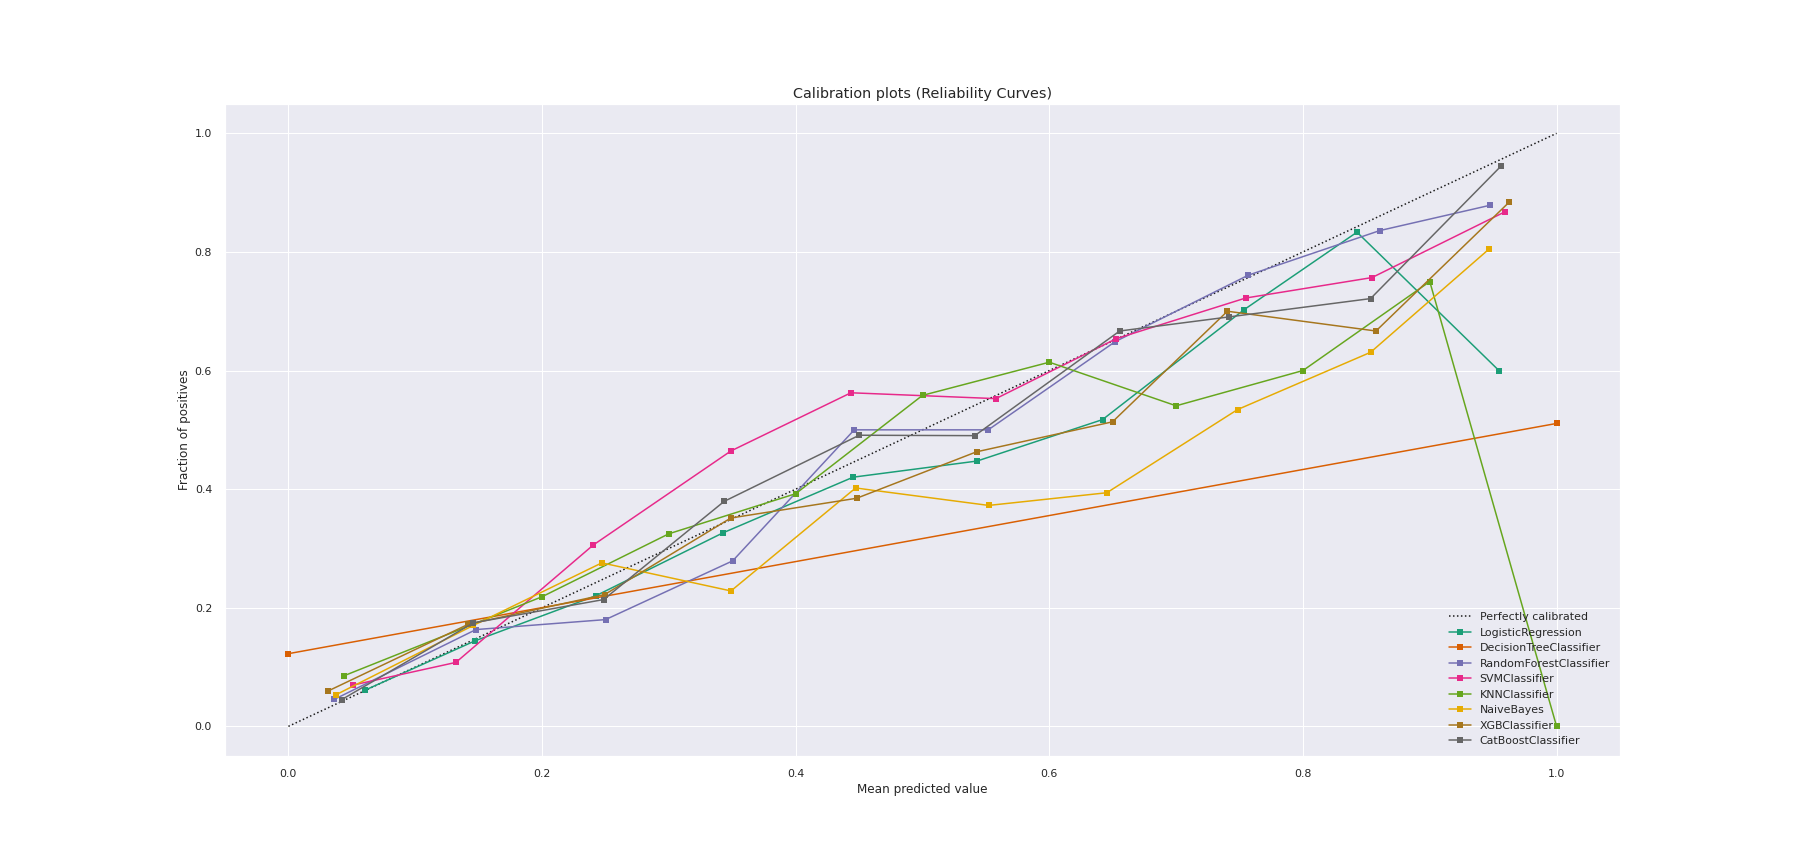 Calibration plots (Reliability Curves)
1.0
0.8
0.6
0.4
0.2
0.0
Fraction of positives
0.0 0.2 0.4 0.6 0.8 1.0
Mean predicted value
Perfectly calibrated
LogisticRegression
DecisionTreeClassifier
RandomForestClassifier
SVMClassifier
KNNClassifier
NaiveBayes
XGBClassifier
CatBoostClassifier